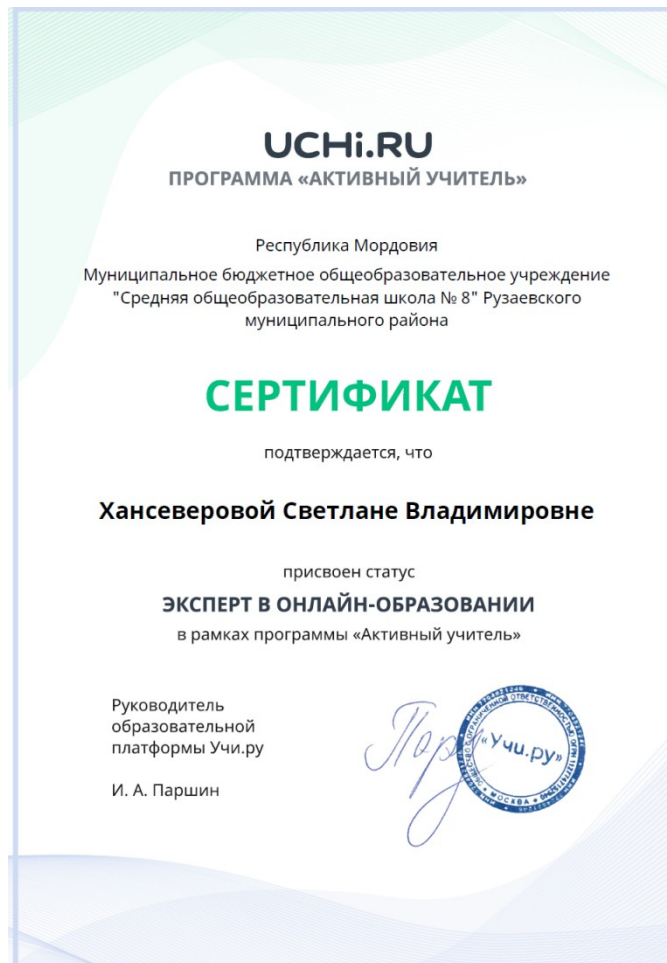 UCHi.RU
ПРОГРАММА «АКТИВНЫЙ УЧИТЕЛЬ»
Республика Мордовия
Муниципальное бюджетное общеобразовательное учреждение
"Средняя общеобразовательная школа № 8" Рузаевского
муниципального района
СЕРТИФИКАТ
подтверждается, что
Хансеверовой Светлане Владимировне
присвоен статус
ЭКСПЕРТ В ОНЛАЙН-ОБРАЗОВАНИИ
в рамках программы «Активный учитель»
Руководитель
образовательной
платформы Учи.ру
И. А. Паршин
«Учи.ру»
МОСКВА